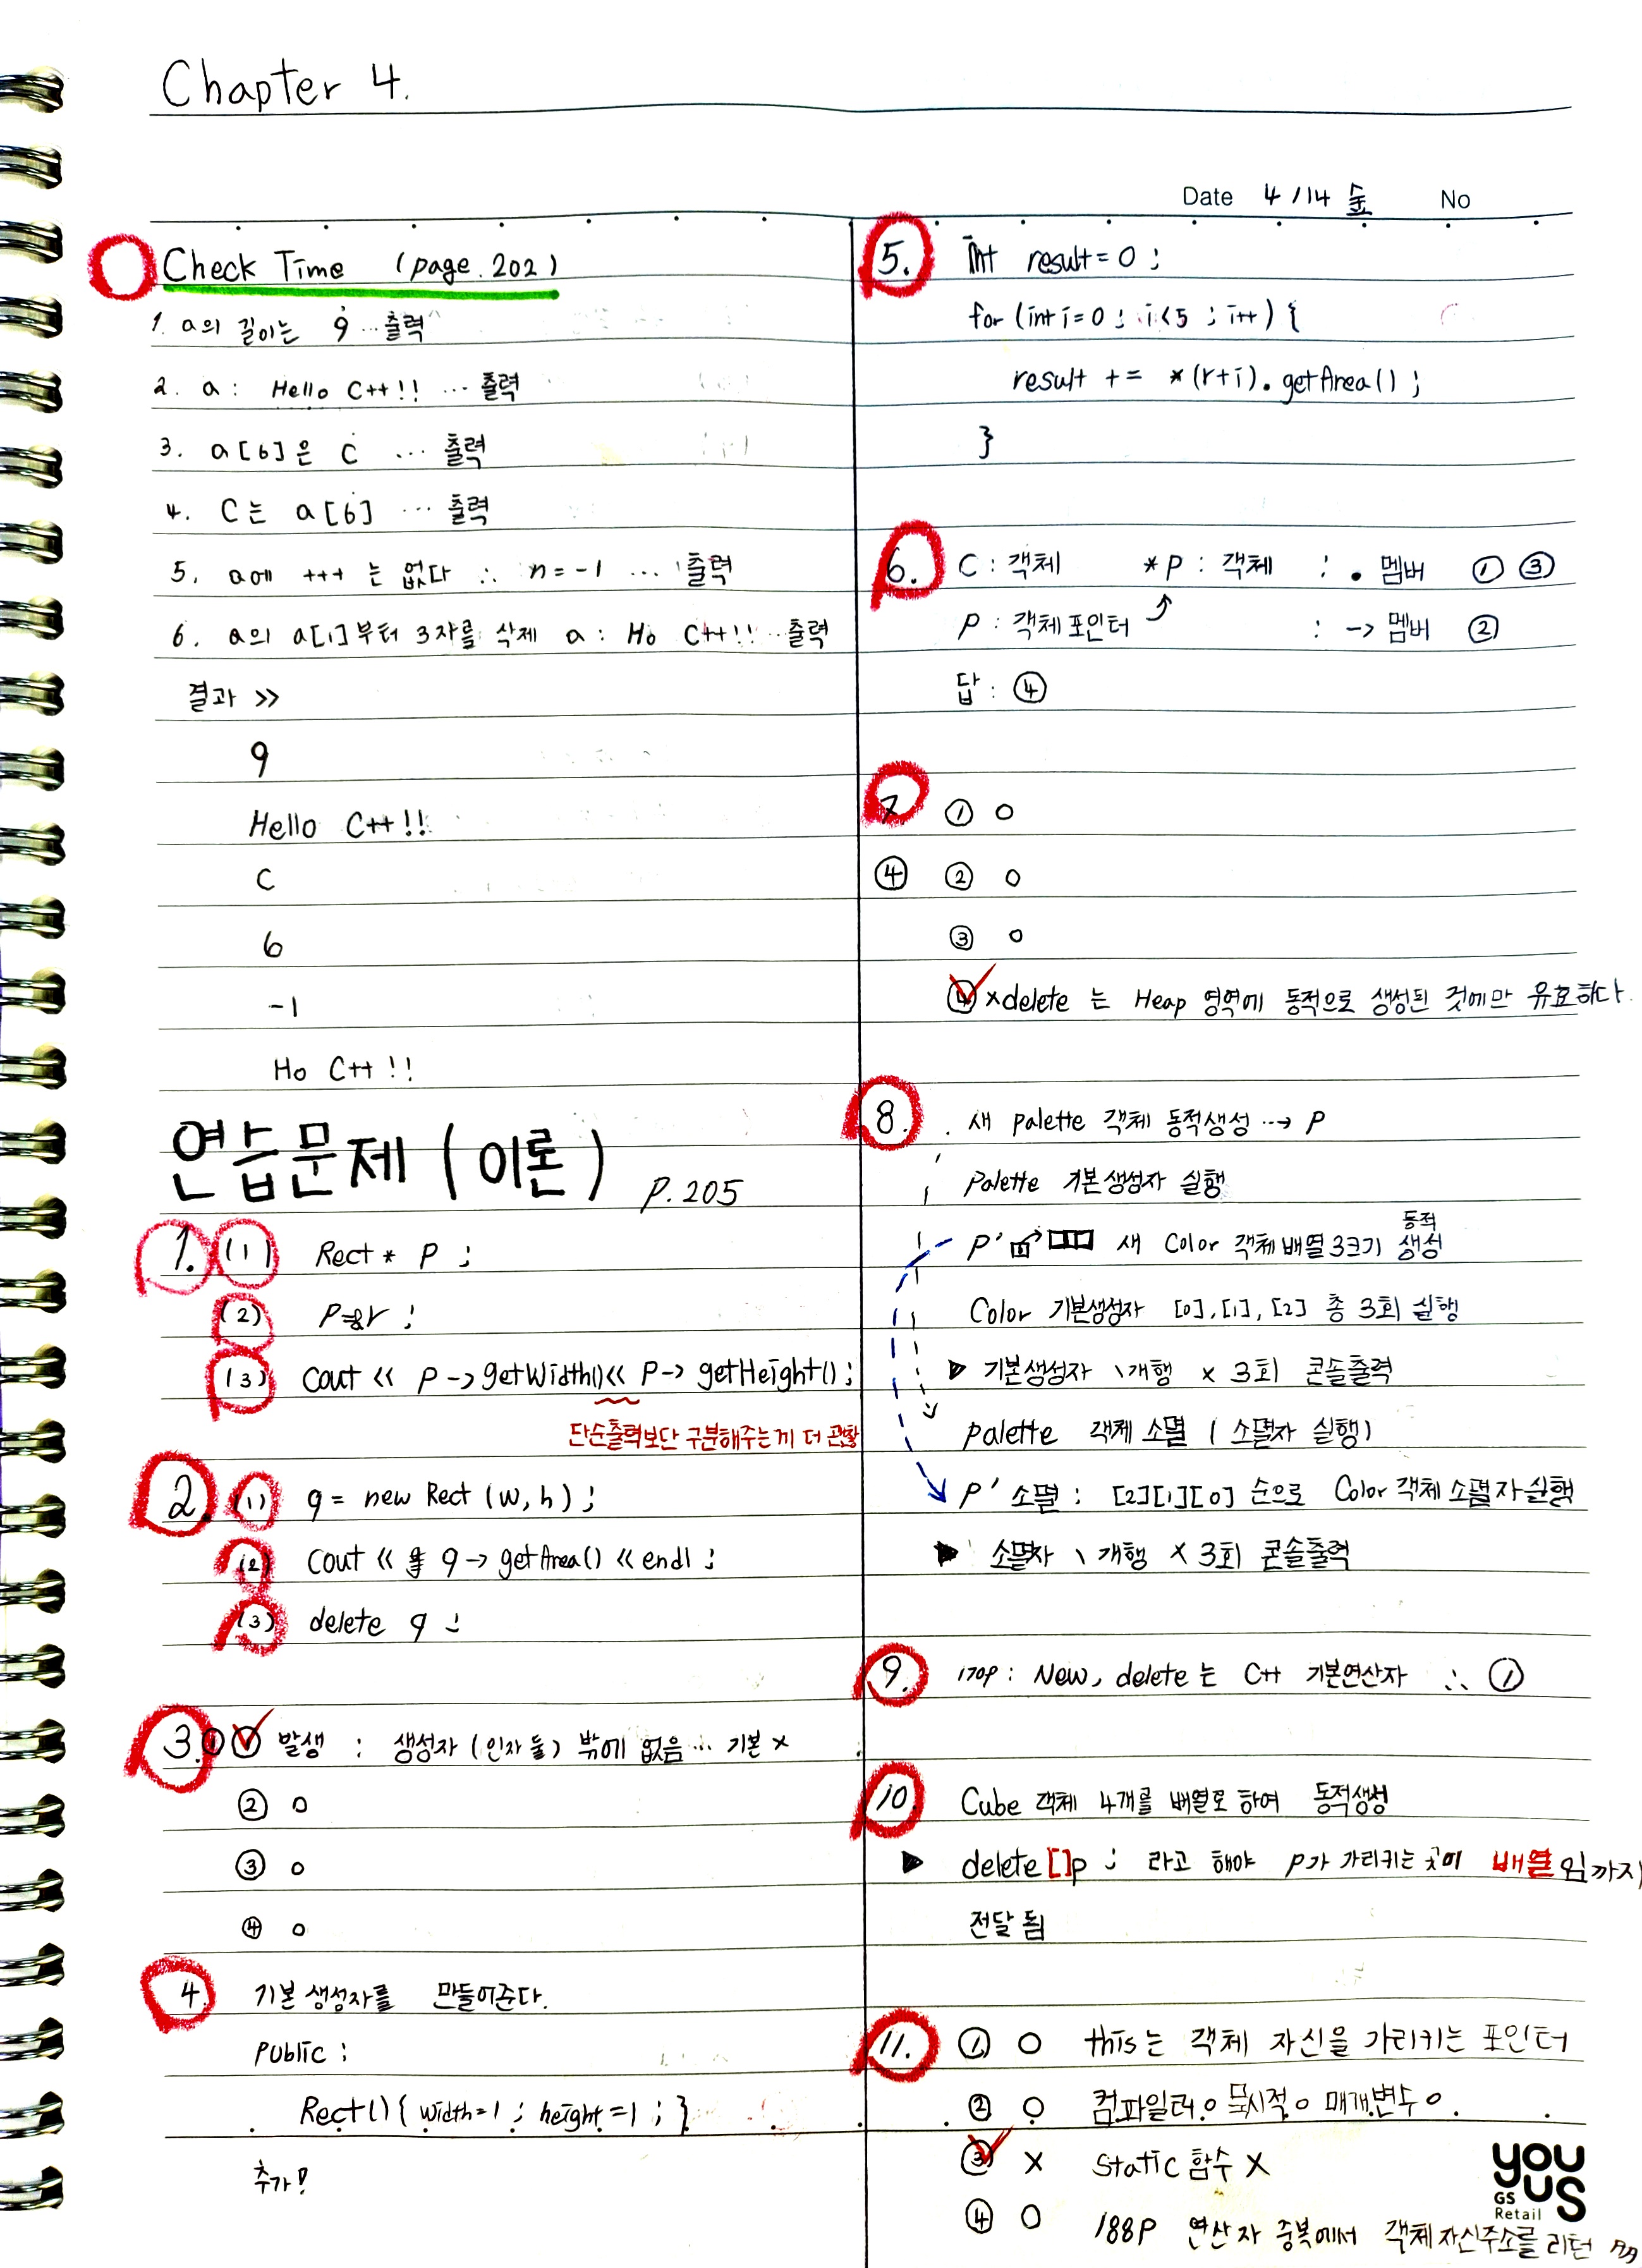 Chapter 4.
Date 4/14 金 No
Check Time (page.202)
1. a의 길이는 9 … 출력
2. a : Hello C++!! … 출력
3. a[6]은 C … 출력
4. C는 a[6] … 출력
5. a에 +++ 는 없다 ∴ n=-1 … 출력
6. a의 a[1]부터 3자를 삭제 a: Ho C++!! … 출력
결과 >>
9
Hello C++!!
C
6
-1
Ho C++!!
연습문제 (이론) P.205
1. (1) Rect* P ;
(2) P=&r ;
(3) cout << P->getWidth()<< P-> getHeight();
단순출력보단 구분해주는게 더
2. (1) q = new Rect (w, h) ;
(2) cout << q->getArea() << endl ;
(3) delete q ;
3. ① 발생 : 생성자 (인자 둘) 밖에 없음 … 기본 x
② o
③ o
④ o
4. 기본 생성자를 만들어준다.
public :
Rect() { width=1 ; height=1 ; }
추가!
5. int result = 0 ;
for (int i=0 ; i<5 ; i++) {
result += *(r+i).getArea() ;
}
6. C : 객체 *P : 객체 : . 멤버 ① ③
P : 객체포인터 : -> 멤버 ②
답 : ④
7. ① o
④ ② o
③ o
④ x delete 는 Heap 영역에 동적으로 생성된 것에만 유효하다.
8. 새 palette 객체 동적생성 …→ P
palette 기본생성자 실행
P' 새 Color 객체배열 3크기 동적 생성
Color 기본생성자 [0], [1], [2] 총 3회 실행
▶ 기본생성자 \개행 x 3회 콘솔출력
palette 객체 소멸 ( 소멸자 실행)
P' 소멸 : [2][1][0] 순으로 Color 객체 소멸자 실행
▶ 소멸자 \ 개행 x 3회 콘솔출력
9. 170p : New, delete 는 C++ 기본연산자 ∴ ①
10. Cube 객체 4개를 배열로 하여 동적생성
▶ delete []p ; 라고 해야 P가 가리키는 곳이 배열임까지
전달 됨
11. ① o this는 객체 자신을 가리키는 포인터
② o 컴파일러o 묵시적o 매개변수o
③ x static 함수 x
④ o 188P 연산자 중복에서 객체 자신주소를 리턴
you us
GS Retail